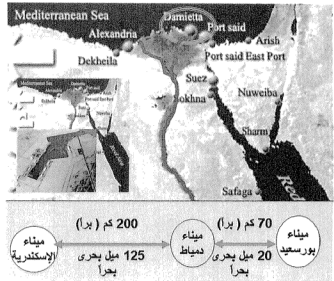 Mediterranean Sea
Damietta
Alexandria
Port said
Arish
Dekheila
Port said East Port
Suez
Sokhna
Nuweiba
Sharm
Safaga
Red
200 كم ( براً )
70 كم ( براً )
ميناء الإسكندرية
ميناء دمياط
ميناء بورسعيد
125 ميل بحرى بحراً
20 ميل بحرى بحراً